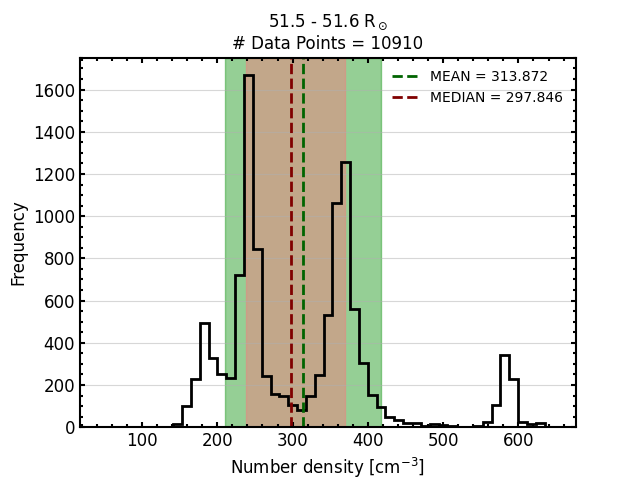 51.5 - 51.6 R⊙
# Data Points = 10910
MEAN = 313.872
MEDIAN = 297.846
Frequency
1600
1400
1200
1000
800
600
400
200
0
100 200 300 400 500 600
Number density [cm⁻³]